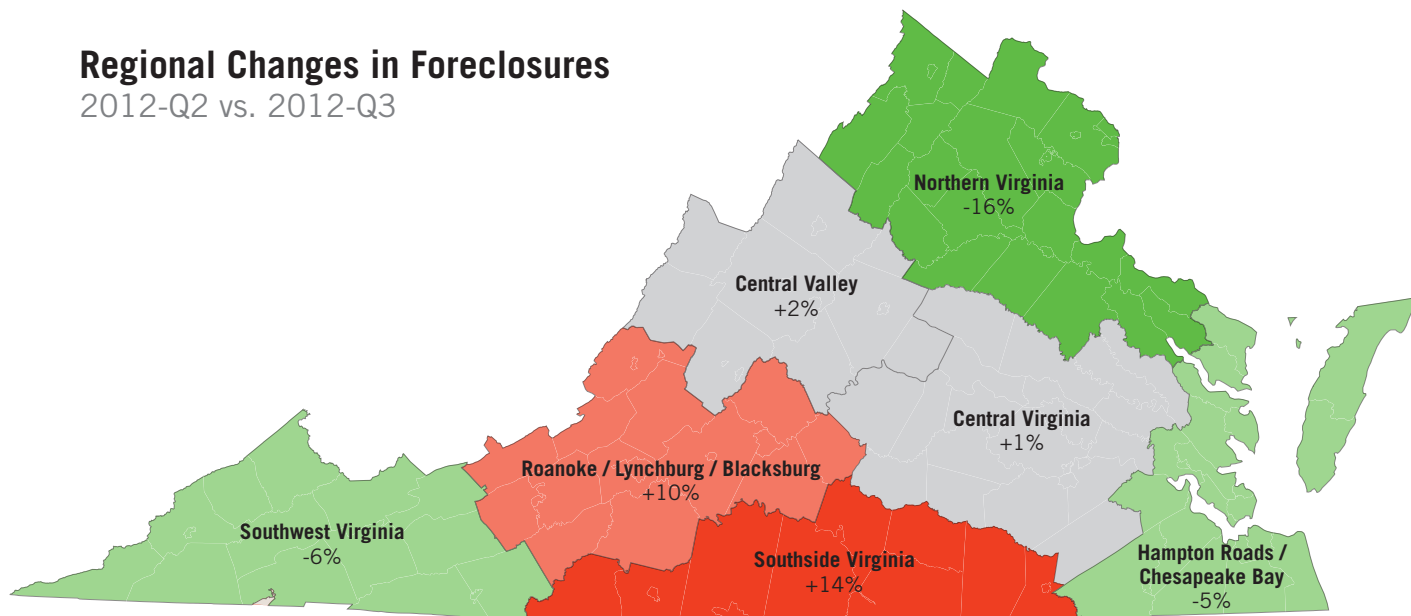 Regional Changes in Foreclosures
2012-Q2 vs. 2012-Q3
Northern Virginia
-16%
Central Valley
+2%
Central Virginia
+1%
Roanoke / Lynchburg / Blacksburg
+10%
Southwest Virginia
-6%
Southside Virginia
+14%
Hampton Roads /
Chesapeake Bay
-5%